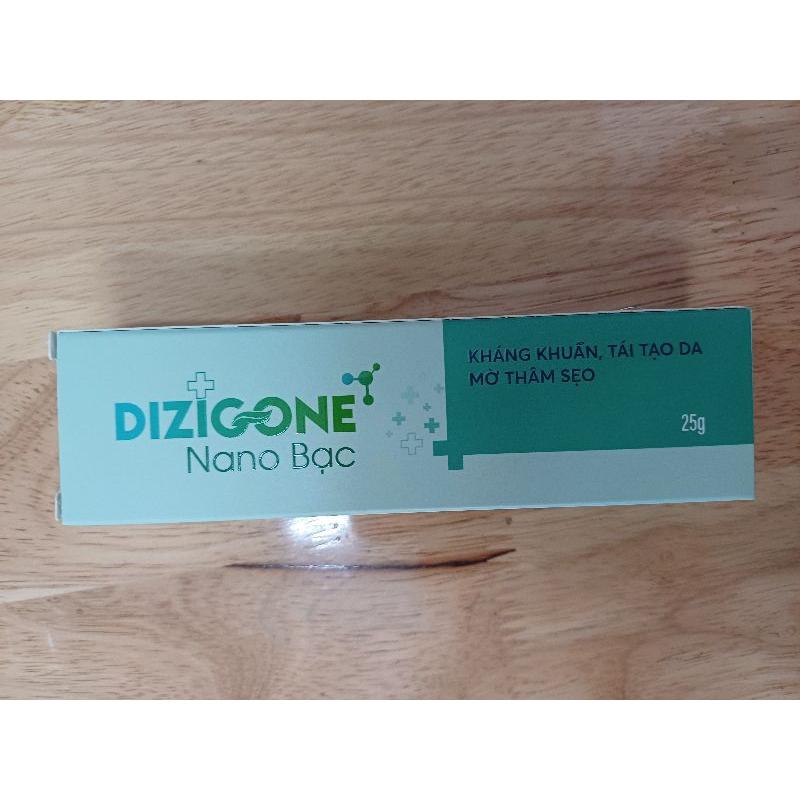 DIZIGONE
Nano Bạc
KHÁNG KHUẨN, TÁI TẠO DA
MỜ THÂM SẸO
25g